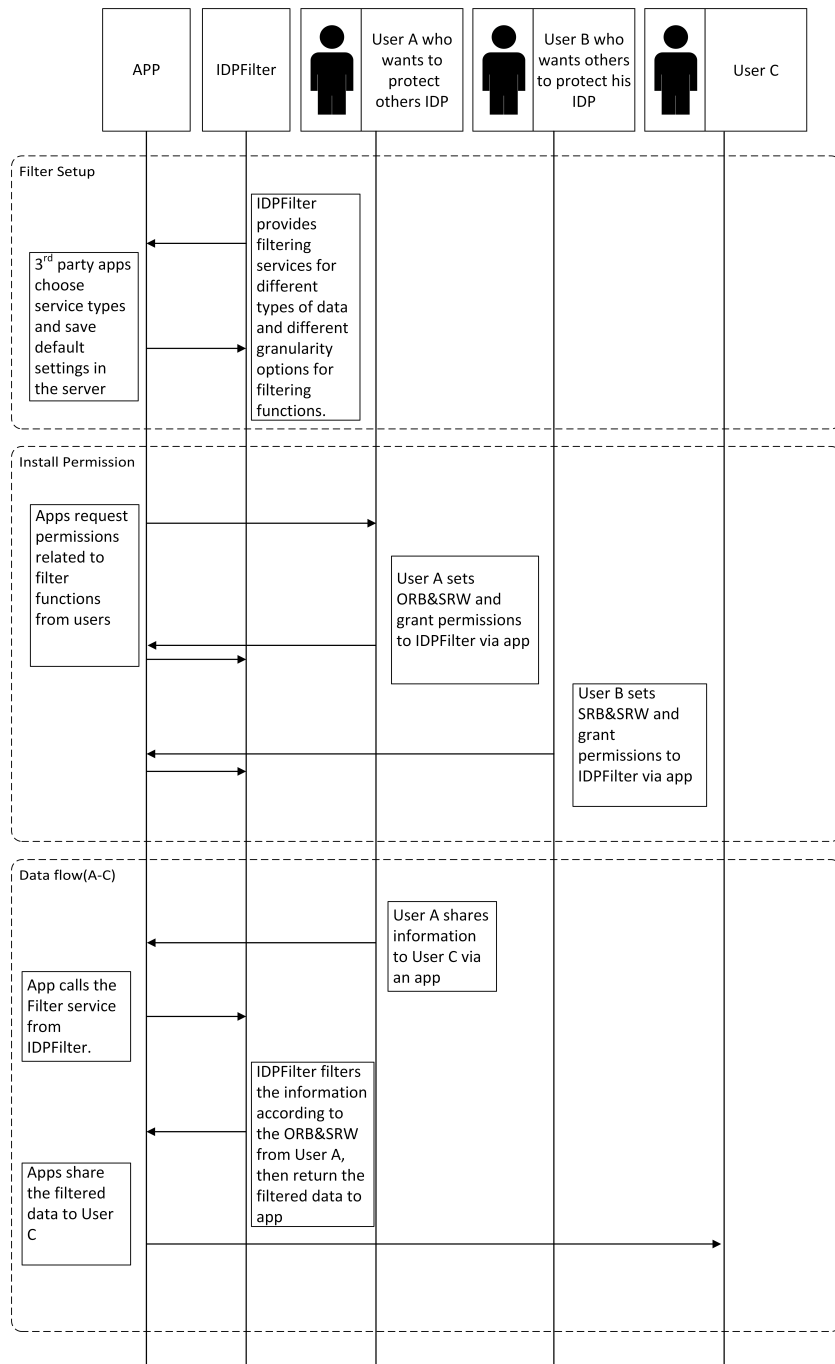 APP
IDPFilter
User A who
wants to
protect
others IDP
User B who
wants others
to protect his
IDP
User C
Filter Setup
IDPFilter
provides
filtering
services for
different
types of data
and different
granularity
options for
filtering
functions.
3rd party apps
choose
service types
and save
default
settings in
the server
Install Permission
Apps request
permissions
related to
filter
functions
from users
User A sets
ORB&SRW and
grant permissions
to IDPFilter via app
User B sets
SRB&SRW and
grant
permissions to
IDPFilter via app
Data flow(A-C)
User A shares
information
to User C via
an app
App calls the
Filter service
from
IDPFilter.
IDPFilter filters
the information
according to
the ORB&SRW
from User A,
then return the
filtered data to
app
Apps share
the filtered
data to User
C